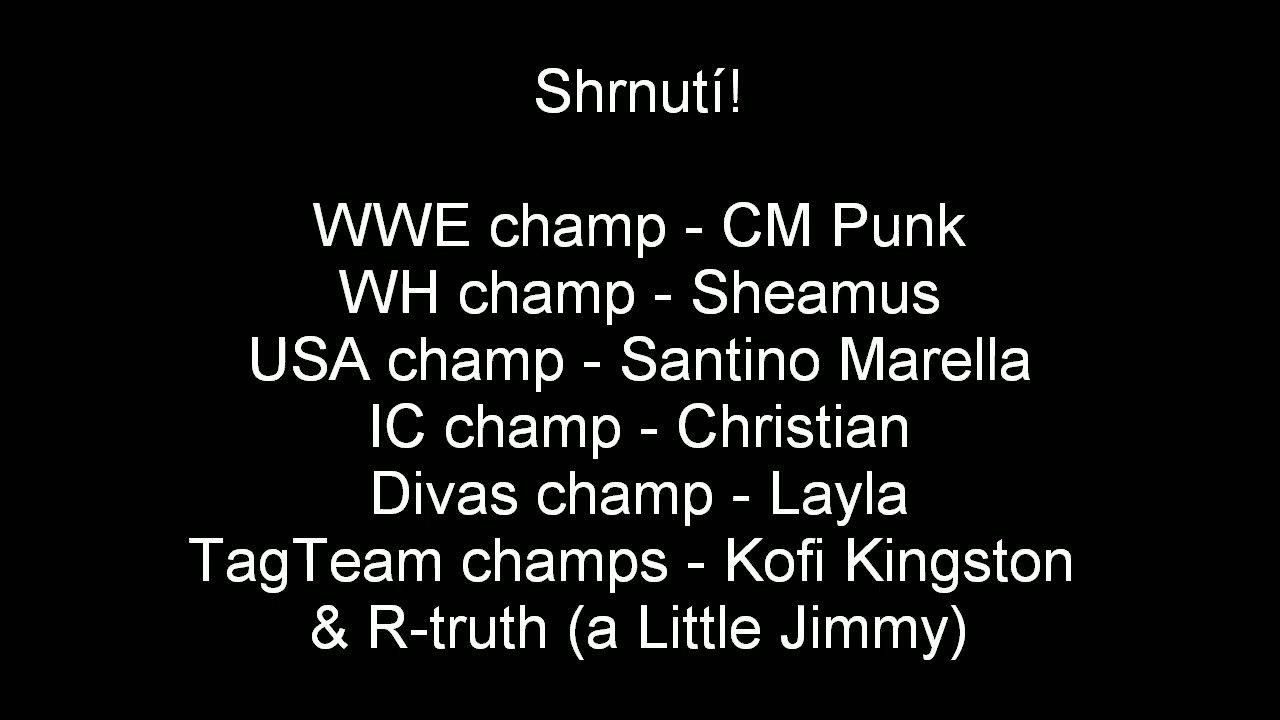 Shrnutí!
WWE champ - CM Punk
WH champ - Sheamus
USA champ - Santino Marella
IC champ - Christian
Divas champ - Layla
TagTeam champs - Kofi Kingston
& R-truth (a Little Jimmy)